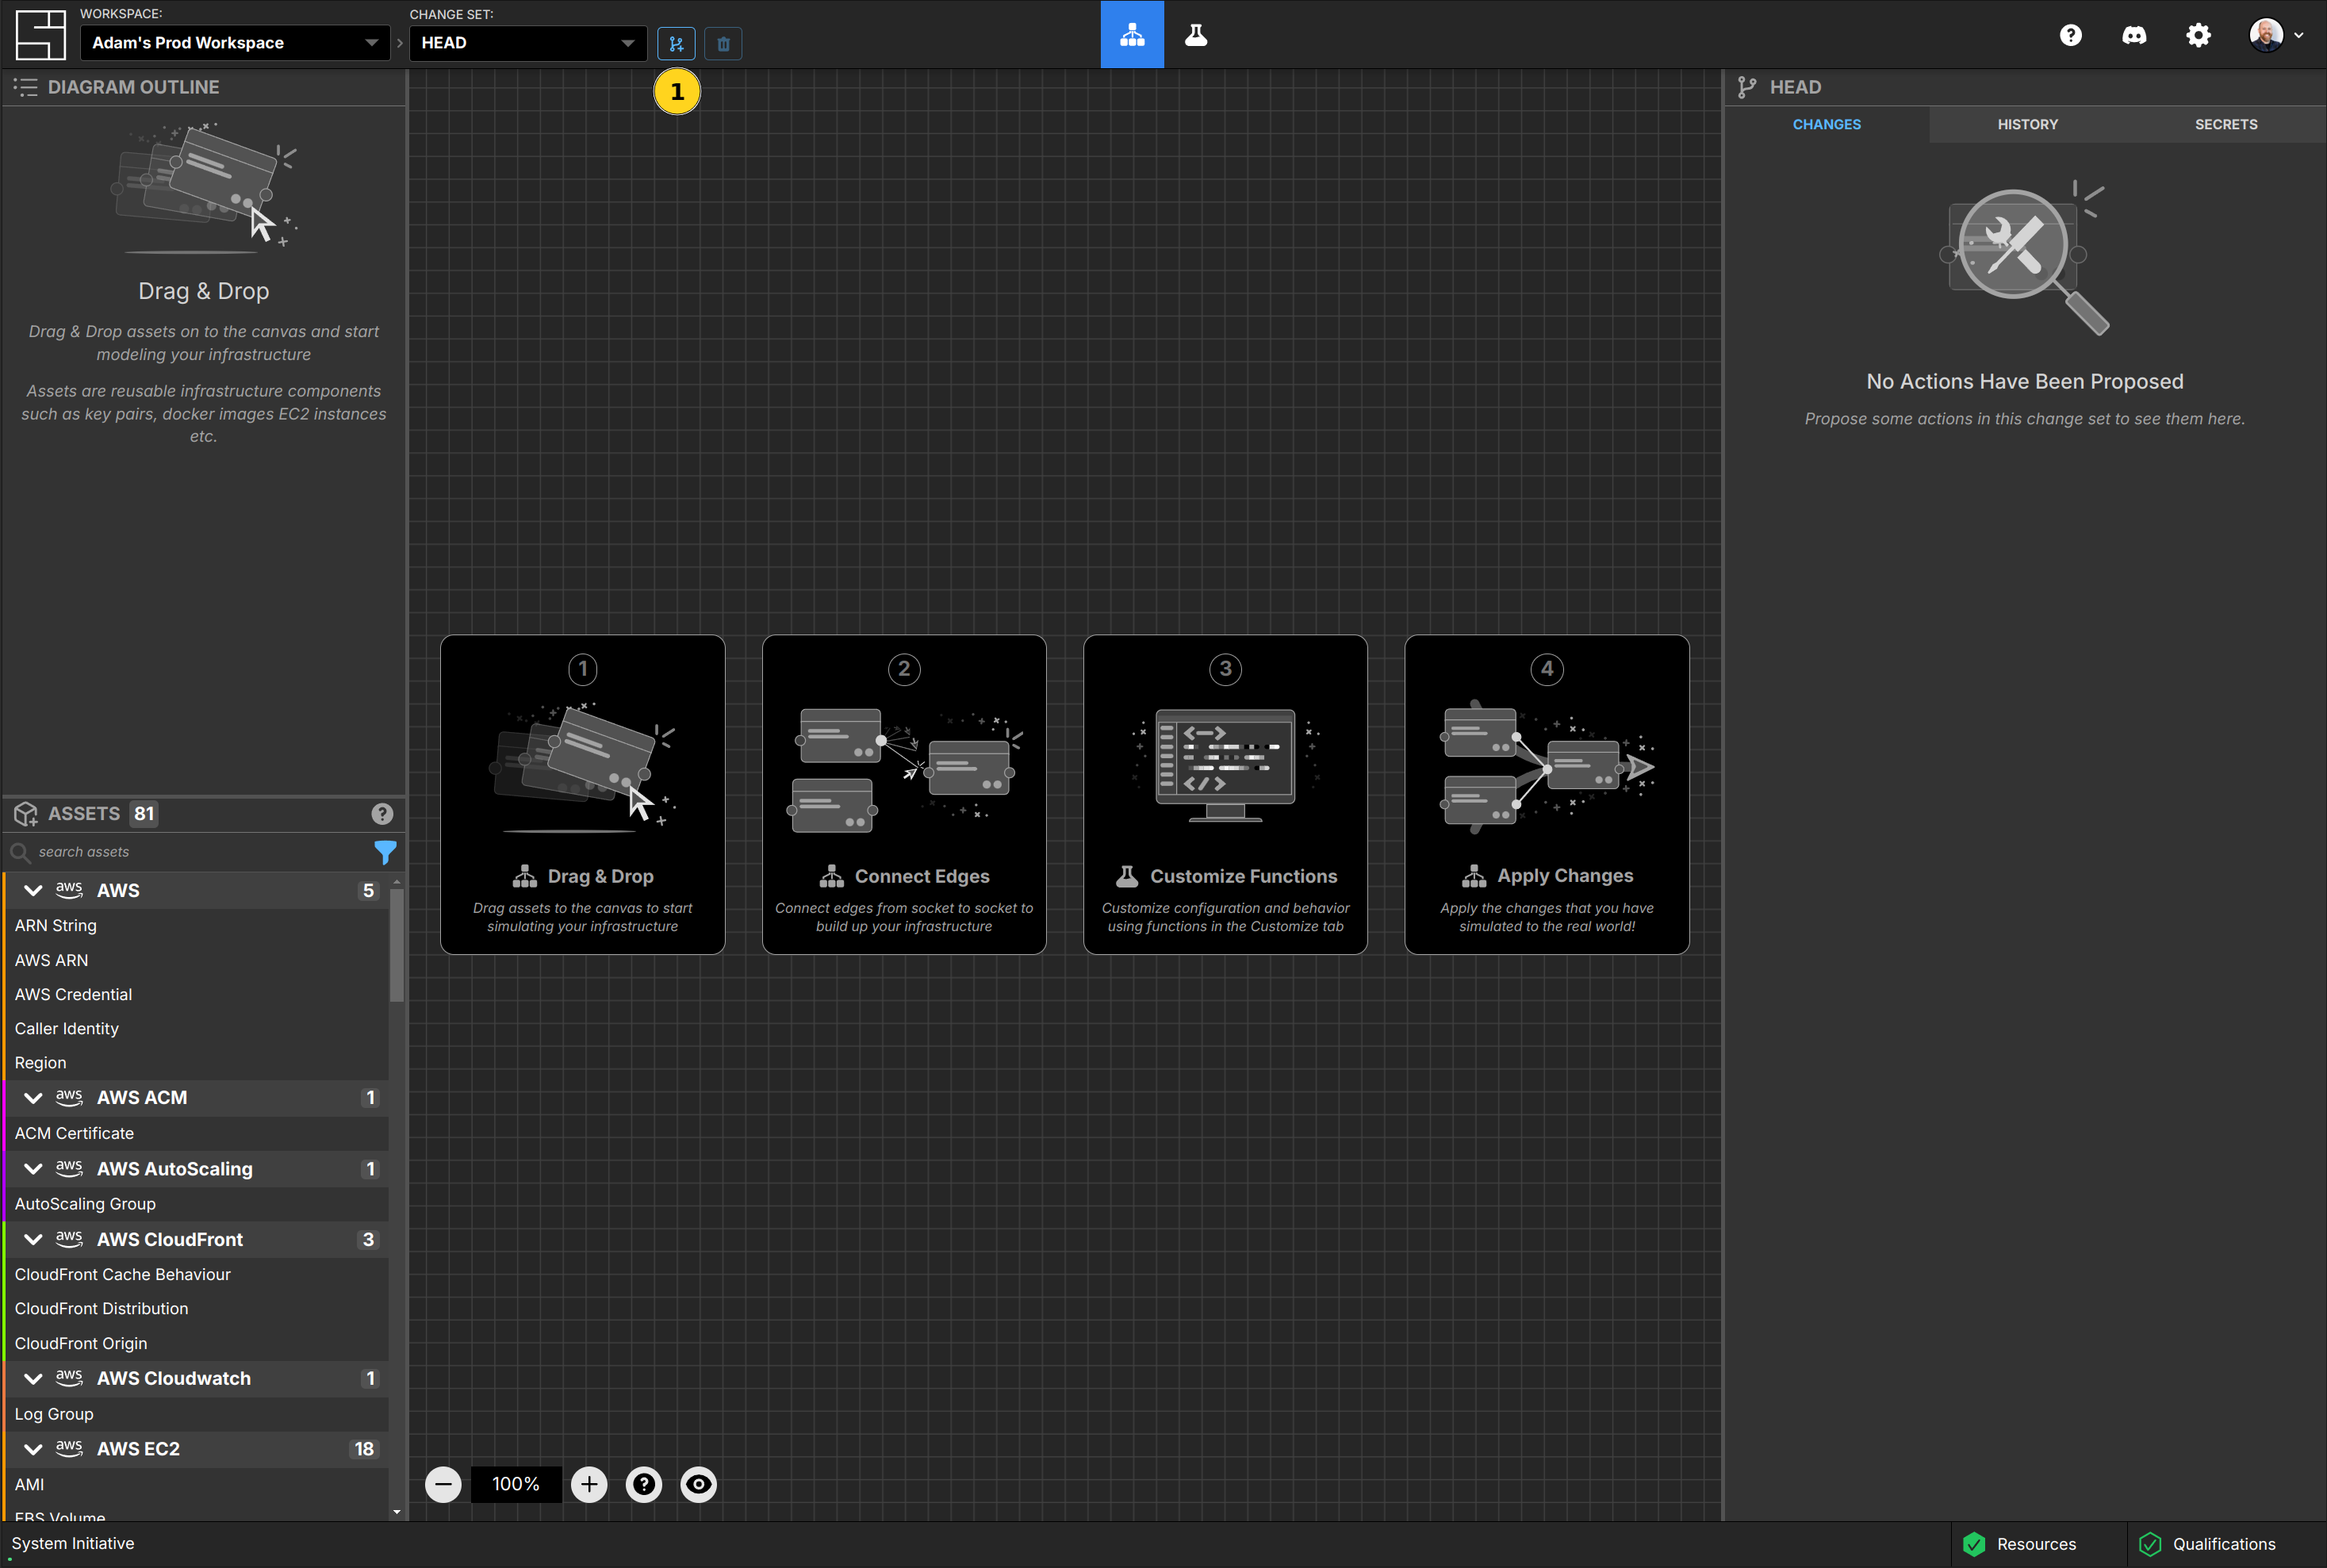 WORKSPACE:
Adam's Prod Workspace
CHANGE SET:
HEAD
1
DIAGRAM OUTLINE
Drag & Drop
Drag & Drop assets on to the canvas and start
modeling your infrastructure
Assets are reusable infrastructure components
such as key pairs, docker images EC2 instances
etc.
ASSETS 81
search assets
aws AWS 5
ARN String
AWS ARN
AWS Credential
Caller Identity
Region
aws AWS ACM 1
ACM Certificate
aws AWS AutoScaling 1
AutoScaling Group
aws AWS CloudFront 3
CloudFront Cache Behaviour
CloudFront Distribution
CloudFront Origin
aws AWS Cloudwatch 1
Log Group
aws AWS EC2 18
AMI
EBS Volume
1
Drag & Drop
Drag assets to the canvas to start
simulating your infrastructure
2
Connect Edges
Connect edges from socket to socket to
build up your infrastructure
3
Customize Functions
Customize configuration and behavior
using functions in the Customize tab
4
Apply Changes
Apply the changes that you have
simulated to the real world!
100%
HEAD
CHANGES
HISTORY
SECRETS
No Actions Have Been Proposed
Propose some actions in this change set to see them here.
System Initiative
Resources
Qualifications